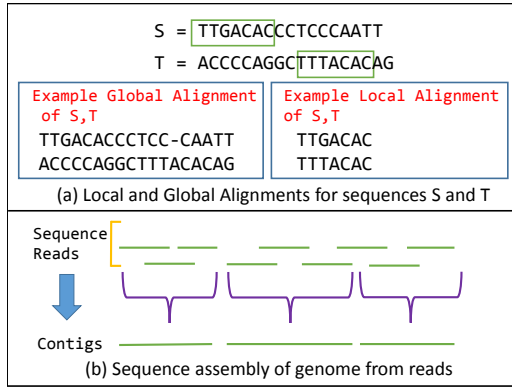 S = TTGACACCCTCCCAATT
T = ACCCCAGGCTTTACACAG
Example Global Alignment
of S,T
TTGACACCCTCC-CAATT
ACCCCAGGCTTTACACAG
Example Local Alignment
of S,T
TTGACAC
TTTACAC
(a) Local and Global Alignments for sequences S and T
Sequence
Reads
Contigs
(b) Sequence assembly of genome from reads